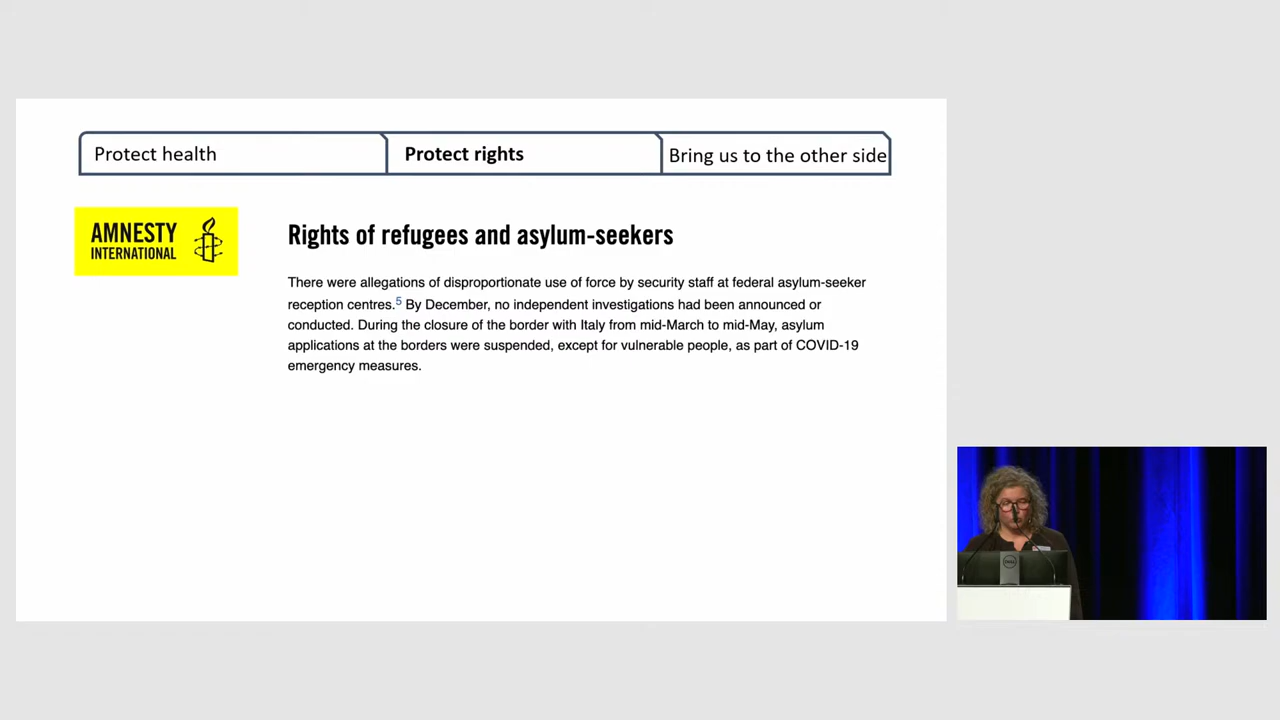 Protect health
Protect rights
Bring us to the other side
AMNESTY
INTERNATIONAL
Rights of refugees and asylum-seekers
There were allegations of disproportionate use of force by security staff at federal asylum-seeker
reception centres.5 By December, no independent investigations had been announced or
conducted. During the closure of the border with Italy from mid-March to mid-May, asylum
applications at the borders were suspended, except for vulnerable people, as part of COVID-19
emergency measures.
DELL